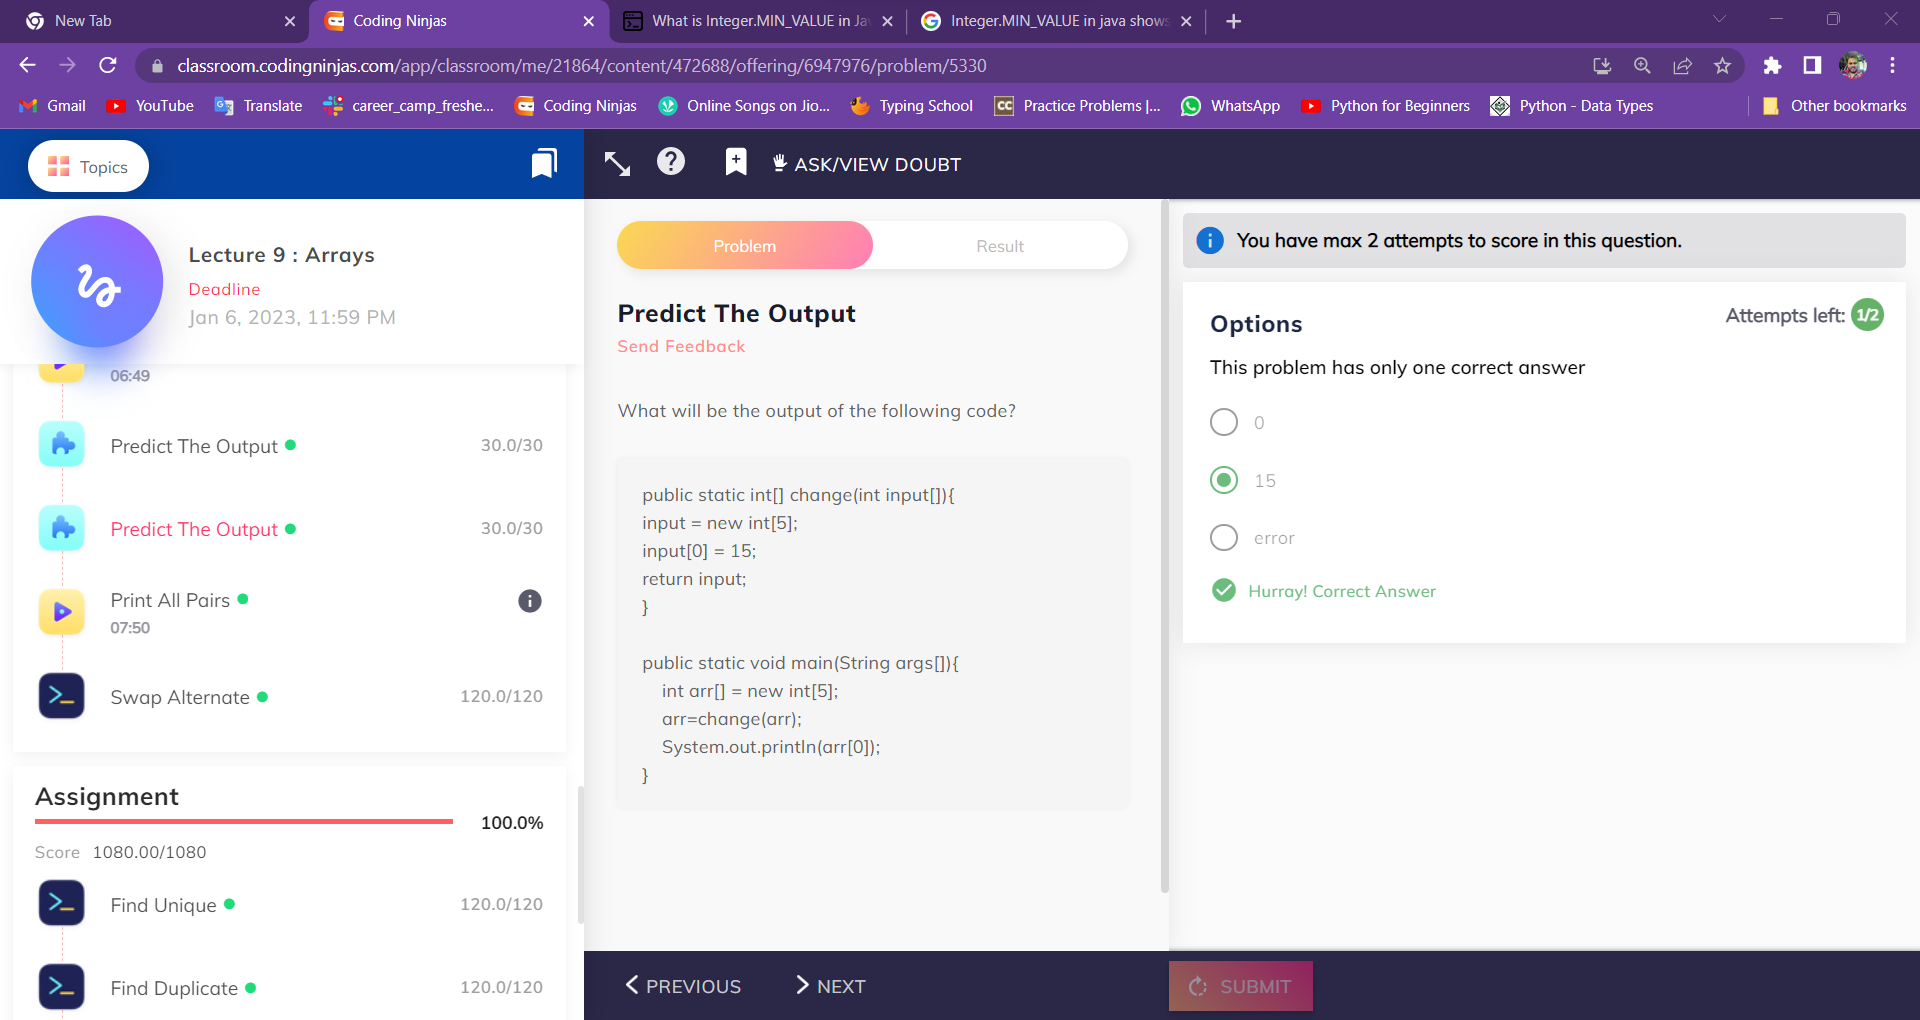 New Tab
Coding Ninjas
What is Integer.MIN_VALUE in Ja
Integer.MIN_VALUE in java shows
classroom.codingninjas.com/app/classroom/me/21864/content/472688/offering/6947976/problem/5330
Gmail
YouTube
Translate
career_camp_freshe...
Coding Ninjas
Online Songs on Jio...
Typing School
CC
Practice Problems |...
WhatsApp
Python for Beginners
Python - Data Types
Other bookmarks
Topics
ASK/VIEW DOUBT
Lecture 9 : Arrays
Deadline
Jan 6, 2023, 11:59 PM
06:49
Predict The Output
30.0/30
Predict The Output
30.0/30
Print All Pairs
07:50
Swap Alternate
120.0/120
Assignment
100.0%
Score 1080.00/1080
Find Unique
120.0/120
Find Duplicate
120.0/120
Problem
Result
Predict The Output
Send Feedback
What will be the output of the following code?
public static int[] change(int input[]){
input = new int[5];
input[0] = 15;
return input;
}
public static void main(String args[]){
int arr[] = new int[5];
arr=change(arr);
System.out.println(arr[0]);
}
PREVIOUS
NEXT
You have max 2 attempts to score in this question.
Options
Attempts left: 1/2
This problem has only one correct answer
0
15
error
Hurray! Correct Answer
SUBMIT